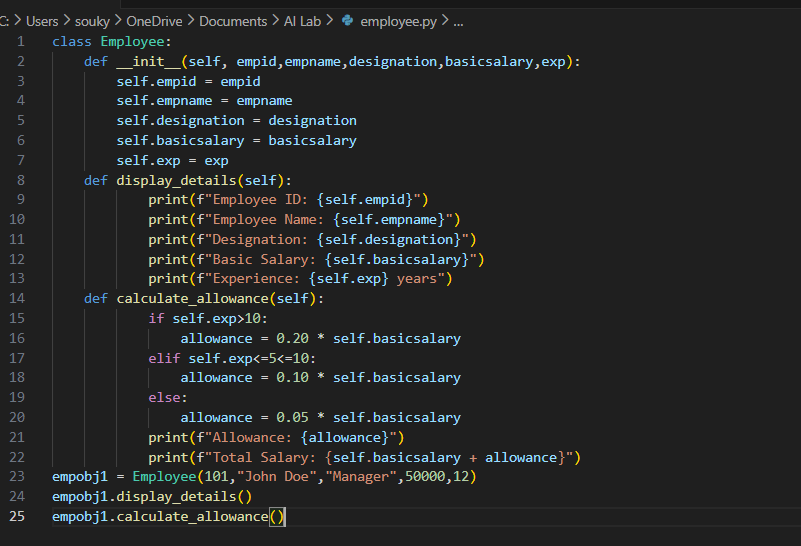 C: > Users > souky > OneDrive > Documents > AI Lab > employee.py > ...
1 class Employee:
2     def __init__(self, empid,empname,designation,basicsalary,exp):
3         self.empid = empid
4         self.empname = empname
5         self.designation = designation
6         self.basicsalary = basicsalary
7         self.exp = exp
8     def display_details(self):
9             print(f"Employee ID: {self.empid}")
10             print(f"Employee Name: {self.empname}")
11             print(f"Designation: {self.designation}")
12             print(f"Basic Salary: {self.basicsalary}")
13             print(f"Experience: {self.exp} years")
14     def calculate_allowance(self):
15             if self.exp>10:
16                 allowance = 0.20 * self.basicsalary
17             elif self.exp<=5<=10:
18                 allowance = 0.10 * self.basicsalary
19             else:
20                 allowance = 0.05 * self.basicsalary
21             print(f"Allowance: {allowance}")
22             print(f"Total Salary: {self.basicsalary + allowance}")
23 empobj1 = Employee(101,"John Doe","Manager",50000,12)
24 empobj1.display_details()
25 empobj1.calculate_allowance()